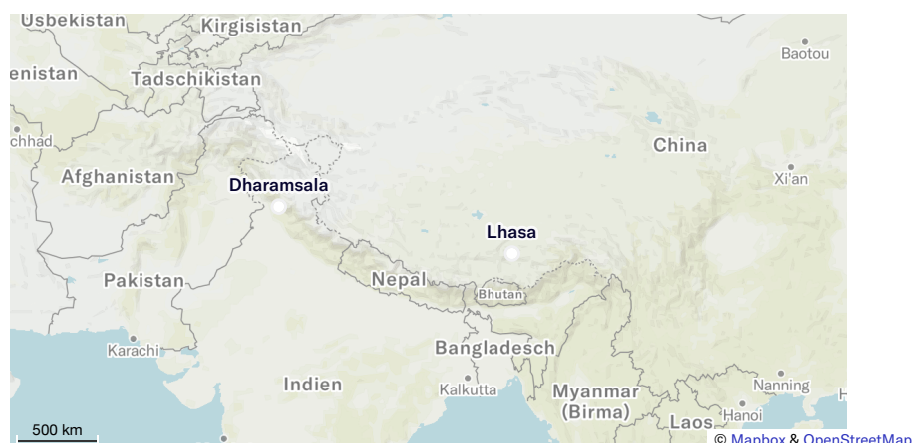 Usbekistan
Kirgisistan
Baotou
enistan
Tadschikistan
chhad
China
Afghanistan
Xi'an
Dharamsala
Lhasa
Pakistan
Nepal
Bhutan
Karachi
Bangladesch
Indien
Kalkutta
Myanmar
(Birma)
Nanning
H
Hanoi
Laos
500 km
© Mapbox & OpenStreetMap